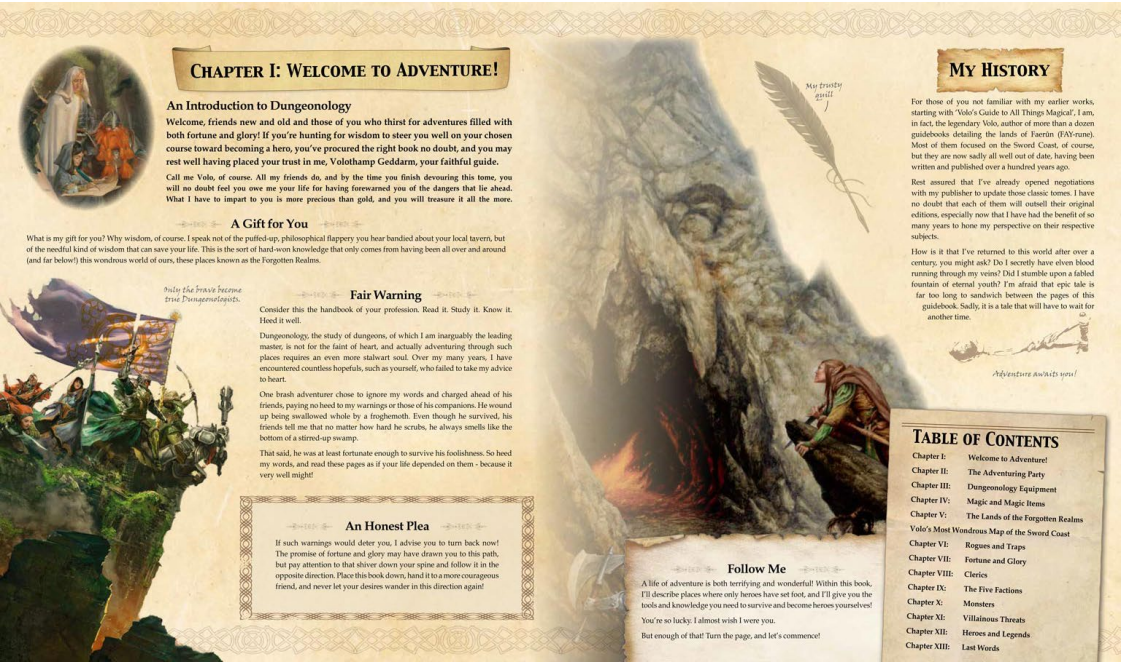 CHAPTER I: WELCOME TO ADVENTURE!
An Introduction to Dungeonology
Welcome, friends new and old and those of you who thirst for adventures filled with
both fortune and glory! If you're hunting for wisdom to steer you well on your chosen
course toward becoming a hero, you've procured the right book no doubt, and you may
rest well having placed your trust in me, Volothamp Geddarm, your faithful guide.
Call me Volo, of course. All my friends do, and by the time you finish devouring this tome, you
will no doubt feel you owe me your life for having forewarned you of the dangers that lie ahead.
What I have to impart to you is more precious than gold, and you will treasure it all the more.
A Gift for You
What is my gift for you? Why wisdom, of course. I speak not of the puffed-up, philosophical flappery you hear bandied about your local tavern, but
of the needful kind of wisdom that can save your life. This is the sort of hard-won knowledge that only comes from having been all over and around
(and far below!) this wondrous world of ours, these places known as the Forgotten Realms.
Only the brave become
true Dungeonologists.
Fair Warning
Consider this the handbook of your profession. Read it. Study it. Know it.
Heed it well.
Dungeonology, the study of dungeons, of which I am inarguably the leading
master, is not for the faint of heart, and actually adventuring through such
places requires an even more stalwart soul. Over my many years, I have
encountered countless hopefuls, such as yourself, who failed to take my advice
to heart.
One brash adventurer chose to ignore my words and charged ahead of his
friends, paying no heed to my warnings or those of his companions. He wound
up being swallowed whole by a froghemoth. Even though he survived, his
friends tell me that no matter how hard he scrubs, he always smells like the
bottom of a stirred-up swamp.
That said, he was at least fortunate enough to survive his foolishness. So heed
my words, and read these pages as if your life depended on them - because it
very well might!
An Honest Plea
If such warnings would deter you, I advise you to turn back now!
The promise of fortune and glory may have drawn you to this path,
but pay attention to that shiver down your spine and follow it in the
opposite direction. Place this book down, hand it to a more courageous
friend, and never let your desires wander in this direction again!
My trusty
quill
MY HISTORY
For those of you not familiar with my earlier works,
starting with 'Volo's Guide to All Things Magical', I am,
in fact, the legendary Volo, author of more than a dozen
guidebooks detailing the lands of Faerûn (FAY-rune).
Most of them focused on the Sword Coast, of course,
but they are now sadly all well out of date, having been
written and published over a hundred years ago.
Rest assured that I've already opened negotiations
with my publisher to update those classic tomes. I have
no doubt that each of them will outsell their original
editions, especially now that I have had the benefit of so
many years to hone my perspective on their respective
subjects.
How is it that I've returned to this world after over a
century, you might ask? Do I secretly have elven blood
running through my veins? Did I stumble upon a fabled
fountain of eternal youth? I'm afraid that epic tale is
far too long to sandwich between the pages of this
guidebook. Sadly, it is a tale that will have to wait for
another time.
Adventure awaits you!
Follow Me
A life of adventure is both terrifying and wonderful! Within this book,
I'll describe places where only heroes have set foot, and I'll give you the
tools and knowledge you need to survive and become heroes yourselves!
You're so lucky. I almost wish I were you.
But enough of that! Turn the page, and let's commence!
TABLE OF CONTENTS
Chapter I: Welcome to Adventure!
Chapter II: The Adventuring Party
Chapter III: Dungeonology Equipment
Chapter IV: Magic and Magic Items
Chapter V: The Lands of the Forgotten Realms
Volo's Most Wondrous Map of the Sword Coast
Chapter VI: Rogues and Traps
Chapter VII: Fortune and Glory
Chapter VIII: Clerics
Chapter IX: The Five Factions
Chapter X: Monsters
Chapter XI: Villainous Threats
Chapter XII: Heroes and Legends
Chapter XIII: Last Words